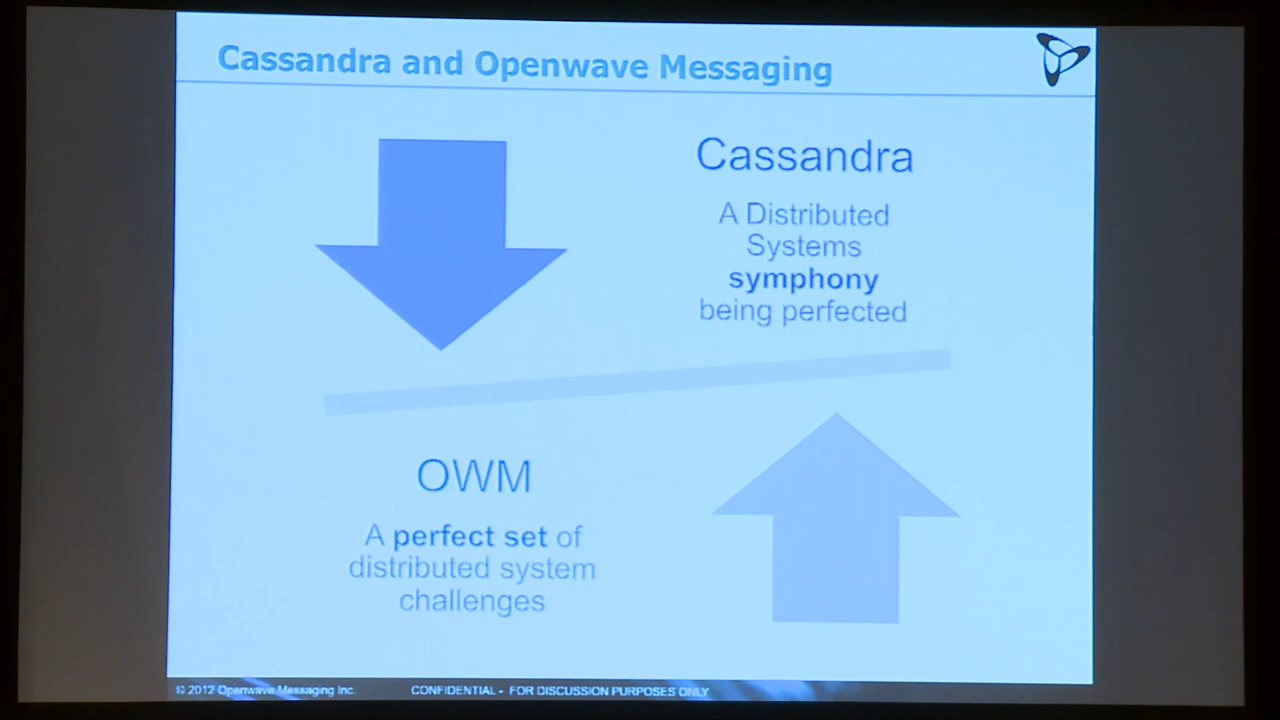 Cassandra and Openwave Messaging
Cassandra
A Distributed
Systems
symphony
being perfected
OWM
A perfect set of
distributed system
challenges
© 2012 Openwave Messaging Inc.
CONFIDENTIAL - FOR DISCUSSION PURPOSES ONLY